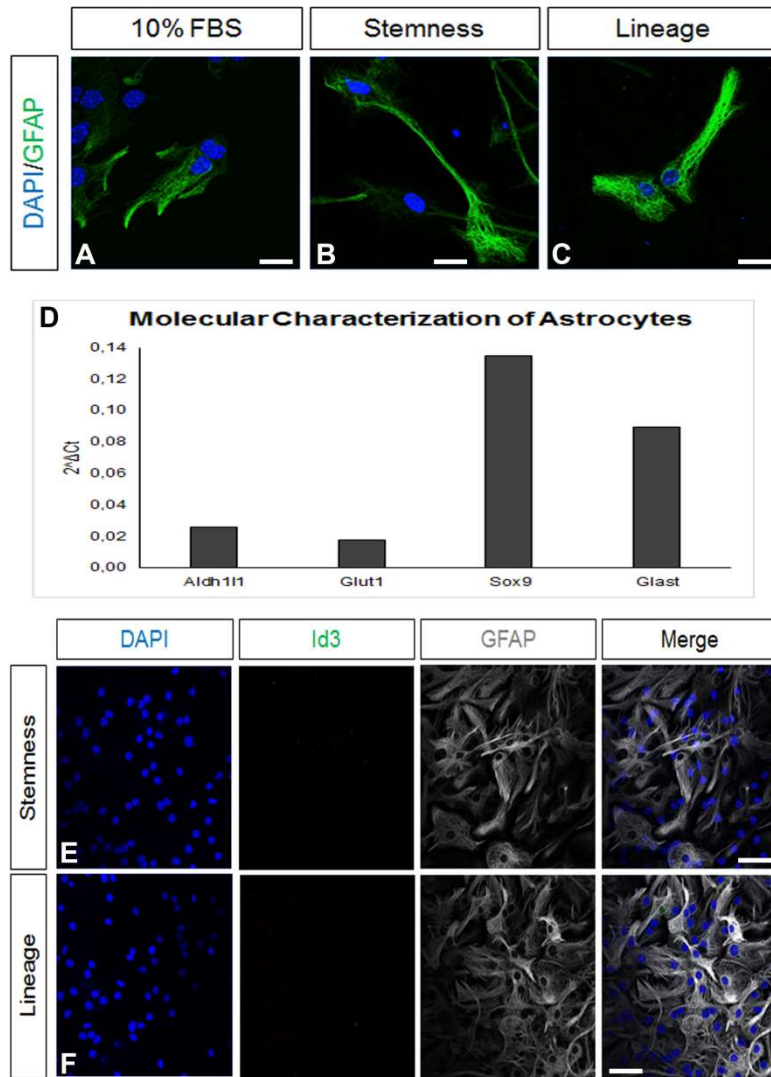 10% FBS Stemness Lineage
DAPI/GFAP
A B C
D Molecular Characterization of Astrocytes
0,14
0,12
0,10
0,08
0,06
0,04
0,02
0,00
2^ΔCt
Aldh1l1 Glut1 Sox9 Glast
DAPI Id3 GFAP Merge
Stemness
E
Lineage
F